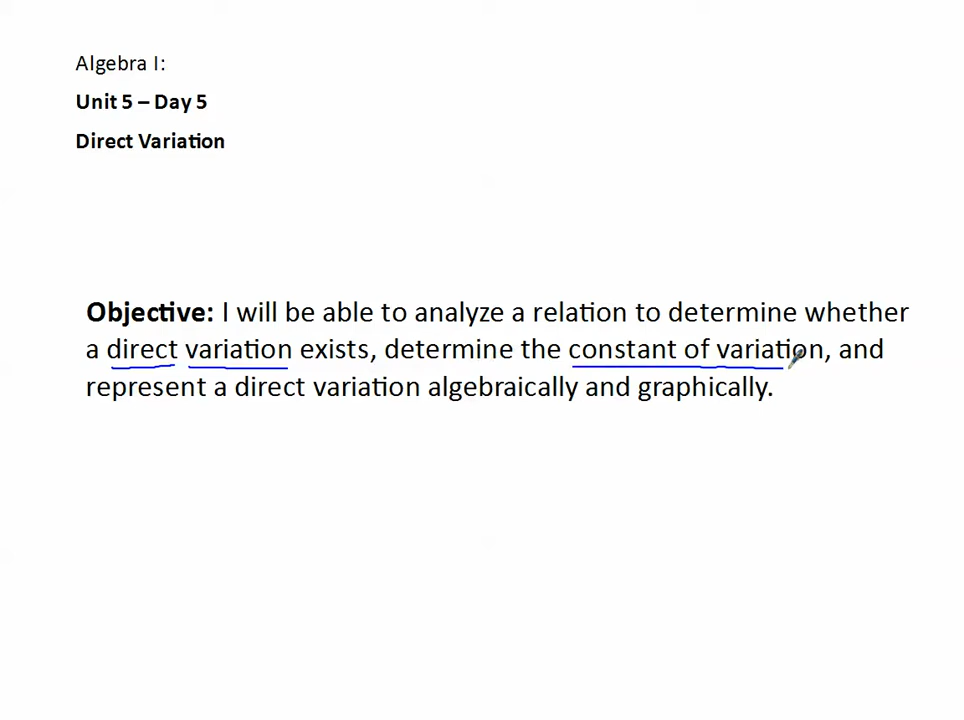 Algebra I:
Unit 5 – Day 5
Direct Variation
Objective: I will be able to analyze a relation to determine whether
a direct variation exists, determine the constant of variation, and
represent a direct variation algebraically and graphically.